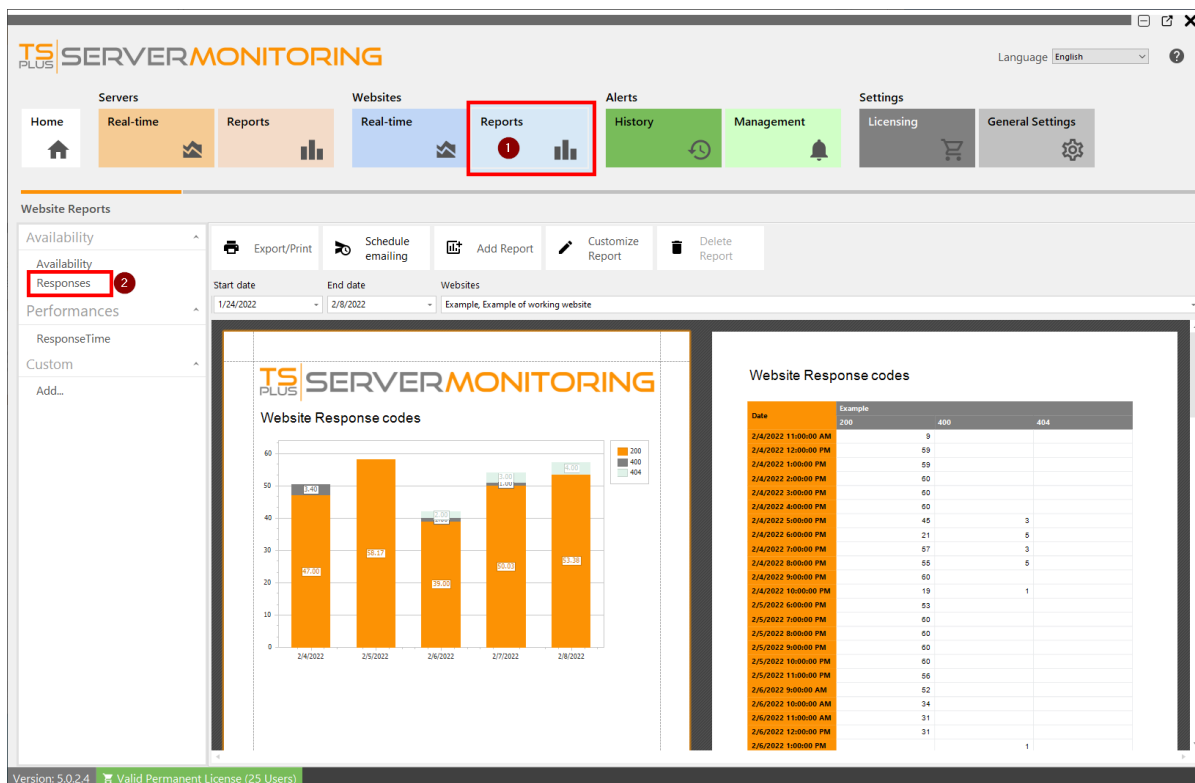 TS PLUS SERVER MONITORING
Language English
Servers Websites Alerts Settings
Home Real-time Reports Real-time Reports History Management Licensing General Settings
1
Website Reports
Availability
Availability
Responses 2
Performances
ResponseTime
Custom
Add...
Export/Print Schedule emailing Add Report Customize Report Delete Report
Start date End date Websites
1/24/2022 2/8/2022 Example, Example of working website
TS PLUS SERVER MONITORING
Website Response codes
200
400
404
60
50
40
30
20
10
0
3.40
47.00
58.17
2.00
39.00
3.00
1.00
50.03
4.00
53.38
2/4/2022 2/5/2022 2/6/2022 2/7/2022 2/8/2022
Website Response codes
Date Example
200 400 404
2/4/2022 11:00:00 AM 9
2/4/2022 12:00:00 PM 59
2/4/2022 1:00:00 PM 59
2/4/2022 2:00:00 PM 60
2/4/2022 3:00:00 PM 60
2/4/2022 4:00:00 PM 60
2/4/2022 5:00:00 PM 45 3
2/4/2022 6:00:00 PM 21 5
2/4/2022 7:00:00 PM 57 3
2/4/2022 8:00:00 PM 55 5
2/4/2022 9:00:00 PM 60
2/4/2022 10:00:00 PM 19 1
2/5/2022 6:00:00 PM 53
2/5/2022 7:00:00 PM 60
2/5/2022 8:00:00 PM 60
2/5/2022 9:00:00 PM 60
2/5/2022 10:00:00 PM 60
2/5/2022 11:00:00 PM 56
2/6/2022 9:00:00 AM 52
2/6/2022 10:00:00 AM 34
2/6/2022 11:00:00 AM 31
2/6/2022 12:00:00 PM 31
2/6/2022 1:00:00 PM 1
Version: 5.0.2.4 Valid Permanent License (25 Users)